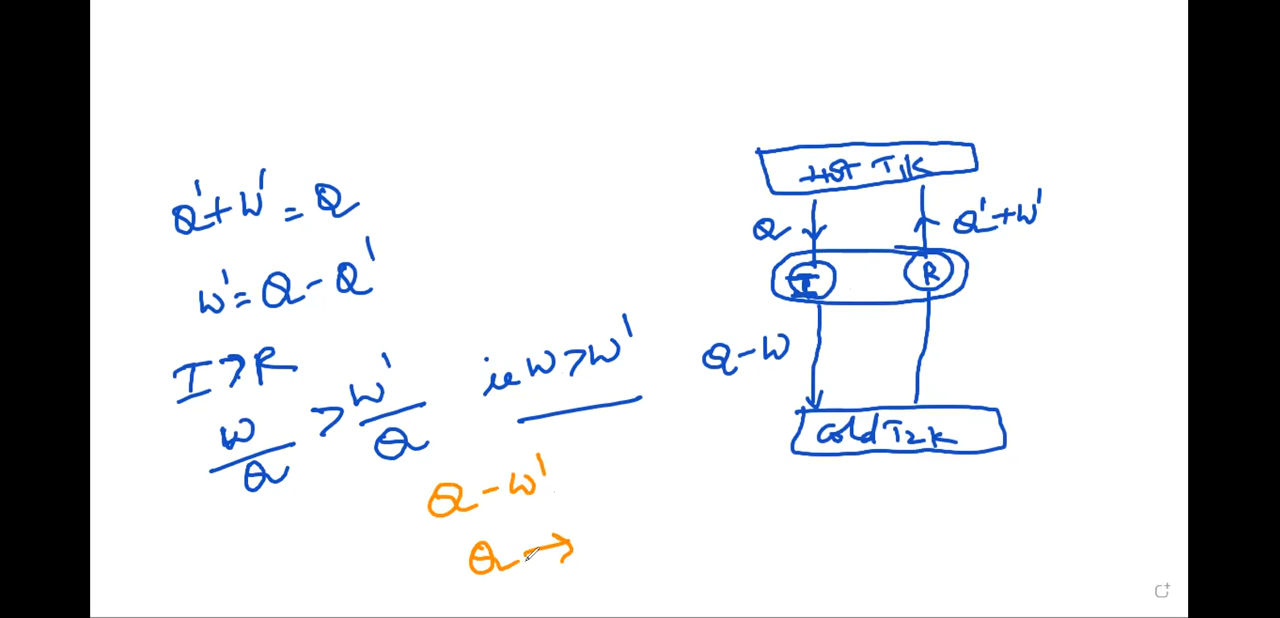 Q'+W' = Q
W' = Q - Q'
I > R
W/Q > W'/Q
ie W > W'
Q - W'
Q →
Hot T1K
Q
Q'+W'
I
R
Q - W
Cold T2K